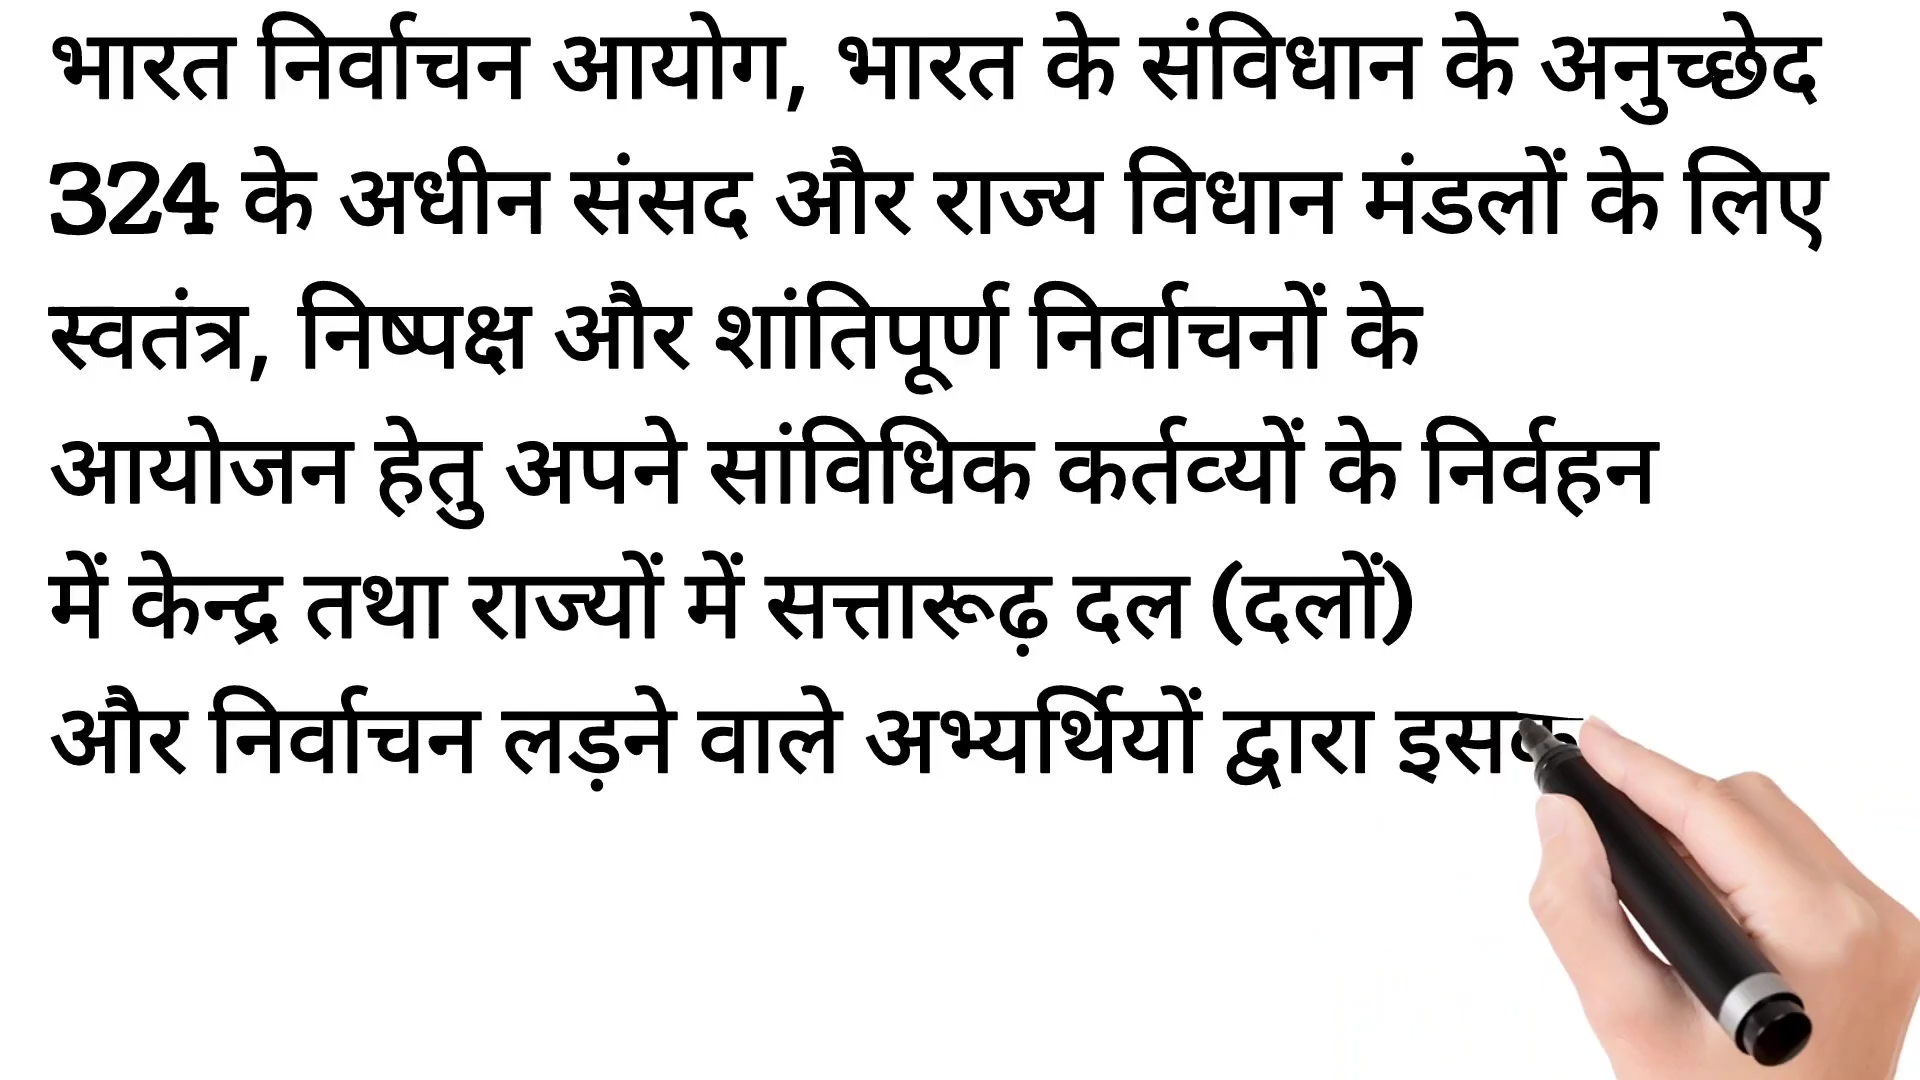 भारत निर्वाचन आयोग, भारत के संविधान के अनुच्छेद
324 के अधीन संसद और राज्य विधान मंडलों के लिए
स्वतंत्र, निष्पक्ष और शांतिपूर्ण निर्वाचनों के
आयोजन हेतु अपने सांविधिक कर्तव्यों के निर्वहन
में केन्द्र तथा राज्यों में सत्तारूढ़ दल (दलों)
और निर्वाचन लड़ने वाले अभ्यर्थियों द्वारा